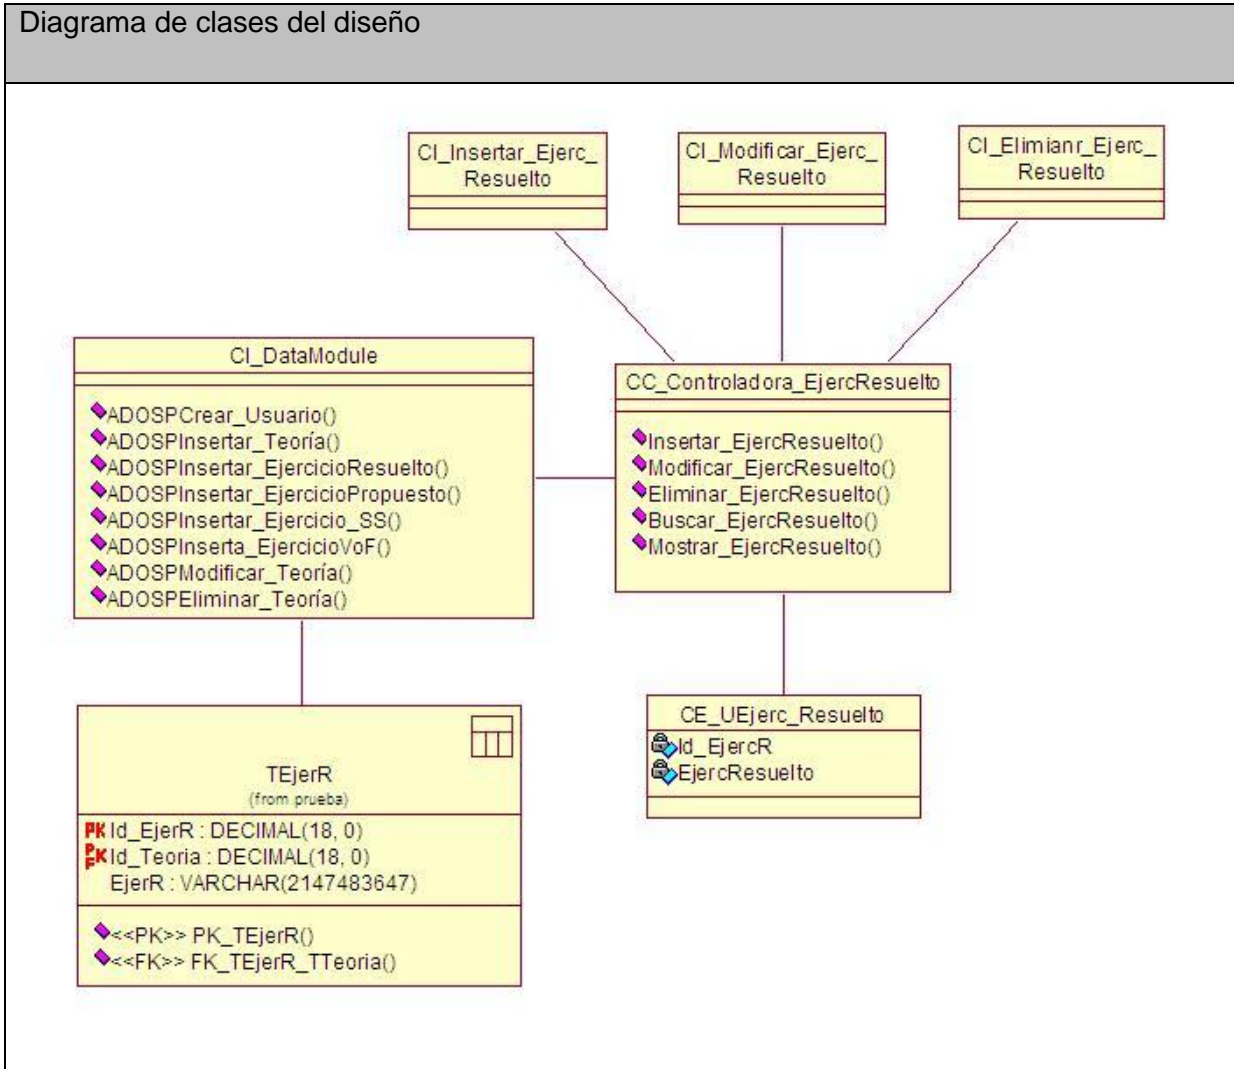 Diagrama de clases del diseño
CI_Insertar_Ejerc_
Resuelto
CI_Modificar_Ejerc_
Resuelto
CI_Elimianr_Ejerc_
Resuelto
CI_DataModule
ADOSPCrear_Usuario()
ADOSPInsertar_Teoría()
ADOSPInsertar_EjercicioResuelto()
ADOSPInsertar_EjercicioPropuesto()
ADOSPInsertar_Ejercicio_SS()
ADOSPInserta_EjercicioVoF()
ADOSPModificar_Teoría()
ADOSPEliminar_Teoría()
CC_Controladora_EjercResuelto
Insertar_EjercResuelto()
Modificar_EjercResuelto()
Eliminar_EjercResuelto()
Buscar_EjercResuelto()
Mostrar_EjercResuelto()
TEjerR
(from prueba)
PK Id_EjerR : DECIMAL(18, 0)
PFK Id_Teoria : DECIMAL(18, 0)
EjerR : VARCHAR(2147483647)
<<PK>> PK_TEjerR()
<<FK>> FK_TEjerR_TTeoria()
CE_UEjerc_Resuelto
Id_EjercR
EjercResuelto